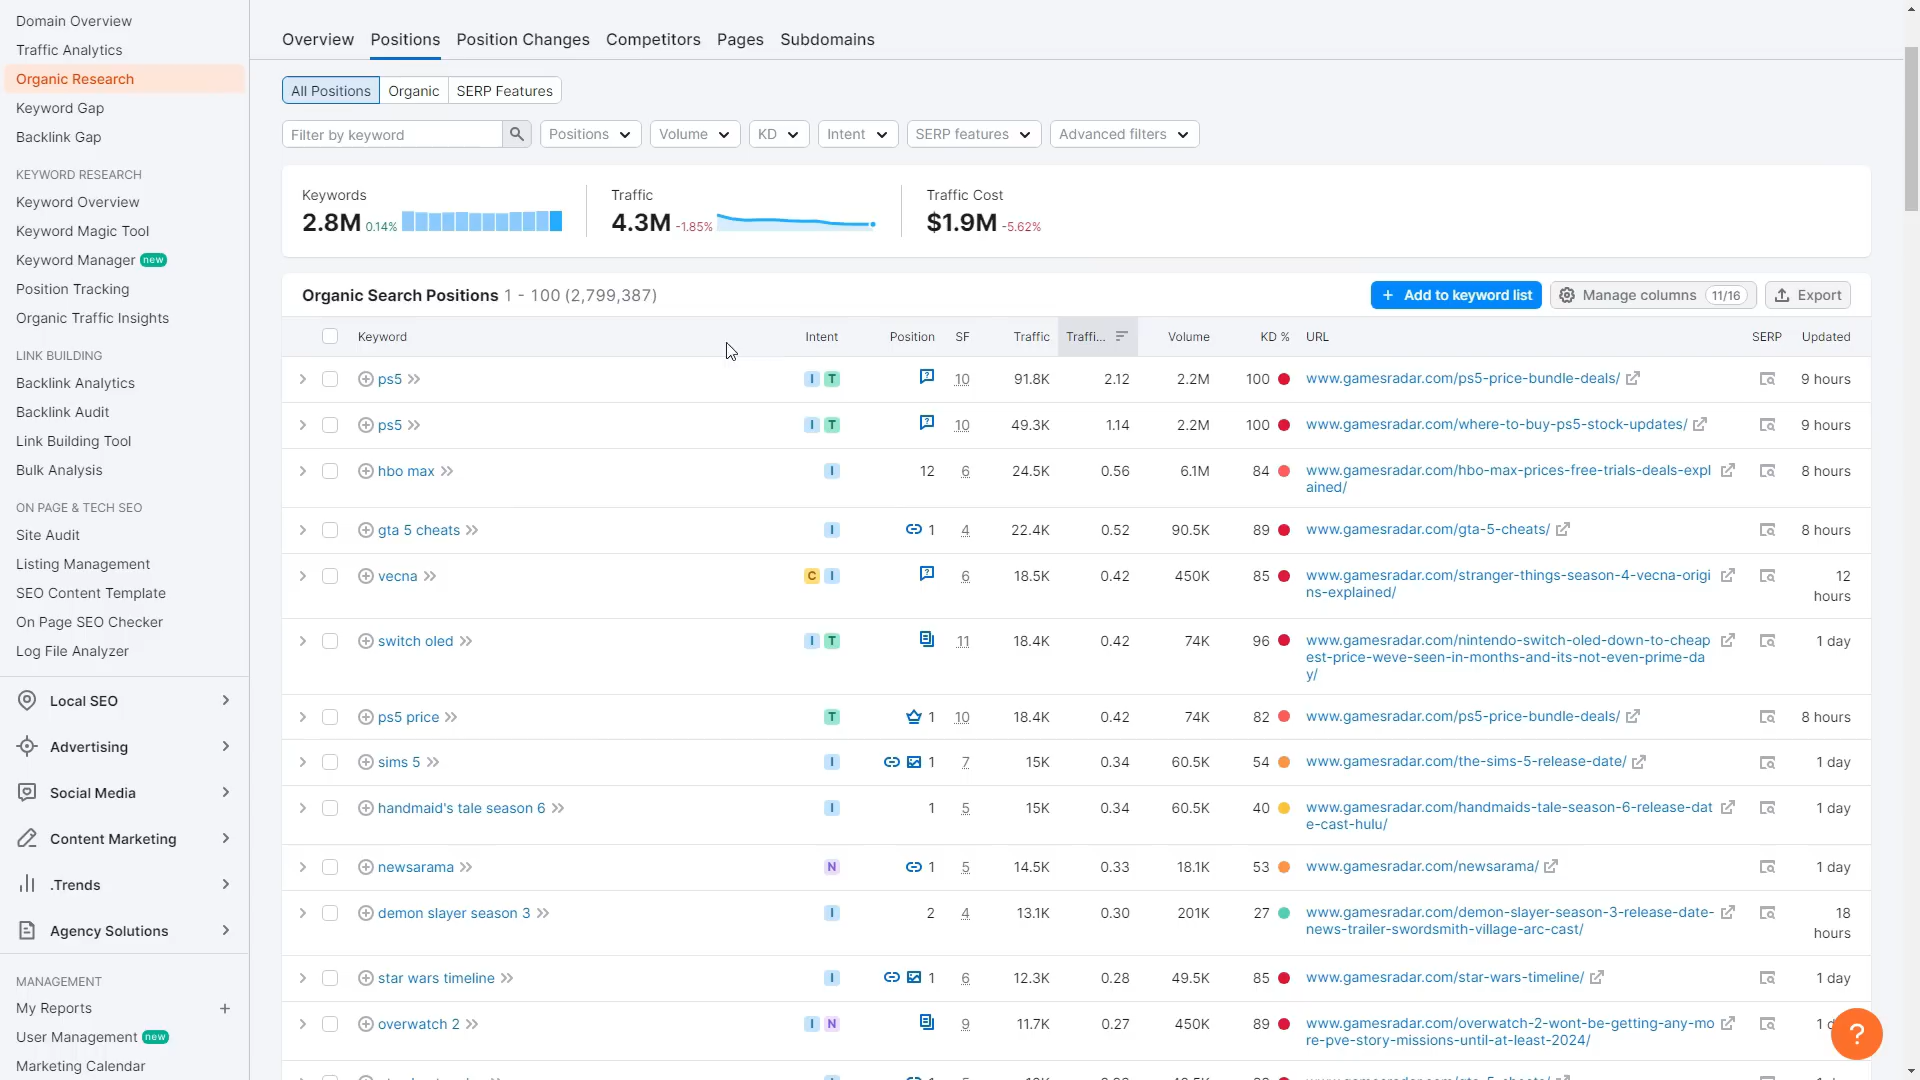 Domain Overview
Traffic Analytics
Organic Research
Keyword Gap
Backlink Gap
KEYWORD RESEARCH
Keyword Overview
Keyword Magic Tool
Keyword Manager new
Position Tracking
Organic Traffic Insights
LINK BUILDING
Backlink Analytics
Backlink Audit
Link Building Tool
Bulk Analysis
ON PAGE & TECH SEO
Site Audit
Listing Management
SEO Content Template
On Page SEO Checker
Log File Analyzer
Local SEO
Advertising
Social Media
Content Marketing
.Trends
Agency Solutions
MANAGEMENT
My Reports +
User Management new
Marketing Calendar
Overview Positions Position Changes Competitors Pages Subdomains
All Positions Organic SERP Features
Filter by keyword Positions Volume KD Intent SERP features Advanced filters
Keywords Traffic Traffic Cost
2.8M 0.14% 4.3M -1.85% $1.9M -5.62%
Organic Search Positions 1 - 100 (2,799,387) + Add to keyword list Manage columns 11/16 Export
Keyword Intent Position SF Traffic Traffi... Volume KD % URL SERP Updated
ps5 I T 10 91.8K 2.12 2.2M 100 www.gamesradar.com/ps5-price-bundle-deals/ 9 hours
ps5 I T 10 49.3K 1.14 2.2M 100 www.gamesradar.com/where-to-buy-ps5-stock-updates/ 9 hours
hbo max I 12 6 24.5K 0.56 6.1M 84 www.gamesradar.com/hbo-max-prices-free-trials-deals-expl 8 hours
ained/
gta 5 cheats I 1 4 22.4K 0.52 90.5K 89 www.gamesradar.com/gta-5-cheats/ 8 hours
vecna C I 6 18.5K 0.42 450K 85 www.gamesradar.com/stranger-things-season-4-vecna-origi 12
ns-explained/ hours
switch oled I T 11 18.4K 0.42 74K 96 www.gamesradar.com/nintendo-switch-oled-down-to-cheap 1 day
est-price-weve-seen-in-months-and-its-not-even-prime-da
y/
ps5 price T 1 10 18.4K 0.42 74K 82 www.gamesradar.com/ps5-price-bundle-deals/ 8 hours
sims 5 I 1 7 15K 0.34 60.5K 54 www.gamesradar.com/the-sims-5-release-date/ 1 day
handmaid's tale season 6 I 1 5 15K 0.34 60.5K 40 www.gamesradar.com/handmaids-tale-season-6-release-dat 1 day
e-cast-hulu/
newsarama N 1 5 14.5K 0.33 18.1K 53 www.gamesradar.com/newsarama/ 1 day
demon slayer season 3 I 2 4 13.1K 0.30 201K 27 www.gamesradar.com/demon-slayer-season-3-release-date- 18
news-trailer-swordsmith-village-arc-cast/ hours
star wars timeline I 1 6 12.3K 0.28 49.5K 85 www.gamesradar.com/star-wars-timeline/ 1 day
overwatch 2 I N 9 11.7K 0.27 450K 89 www.gamesradar.com/overwatch-2-wont-be-getting-any-mo 1
re-pve-story-missions-until-at-least-2024/
?